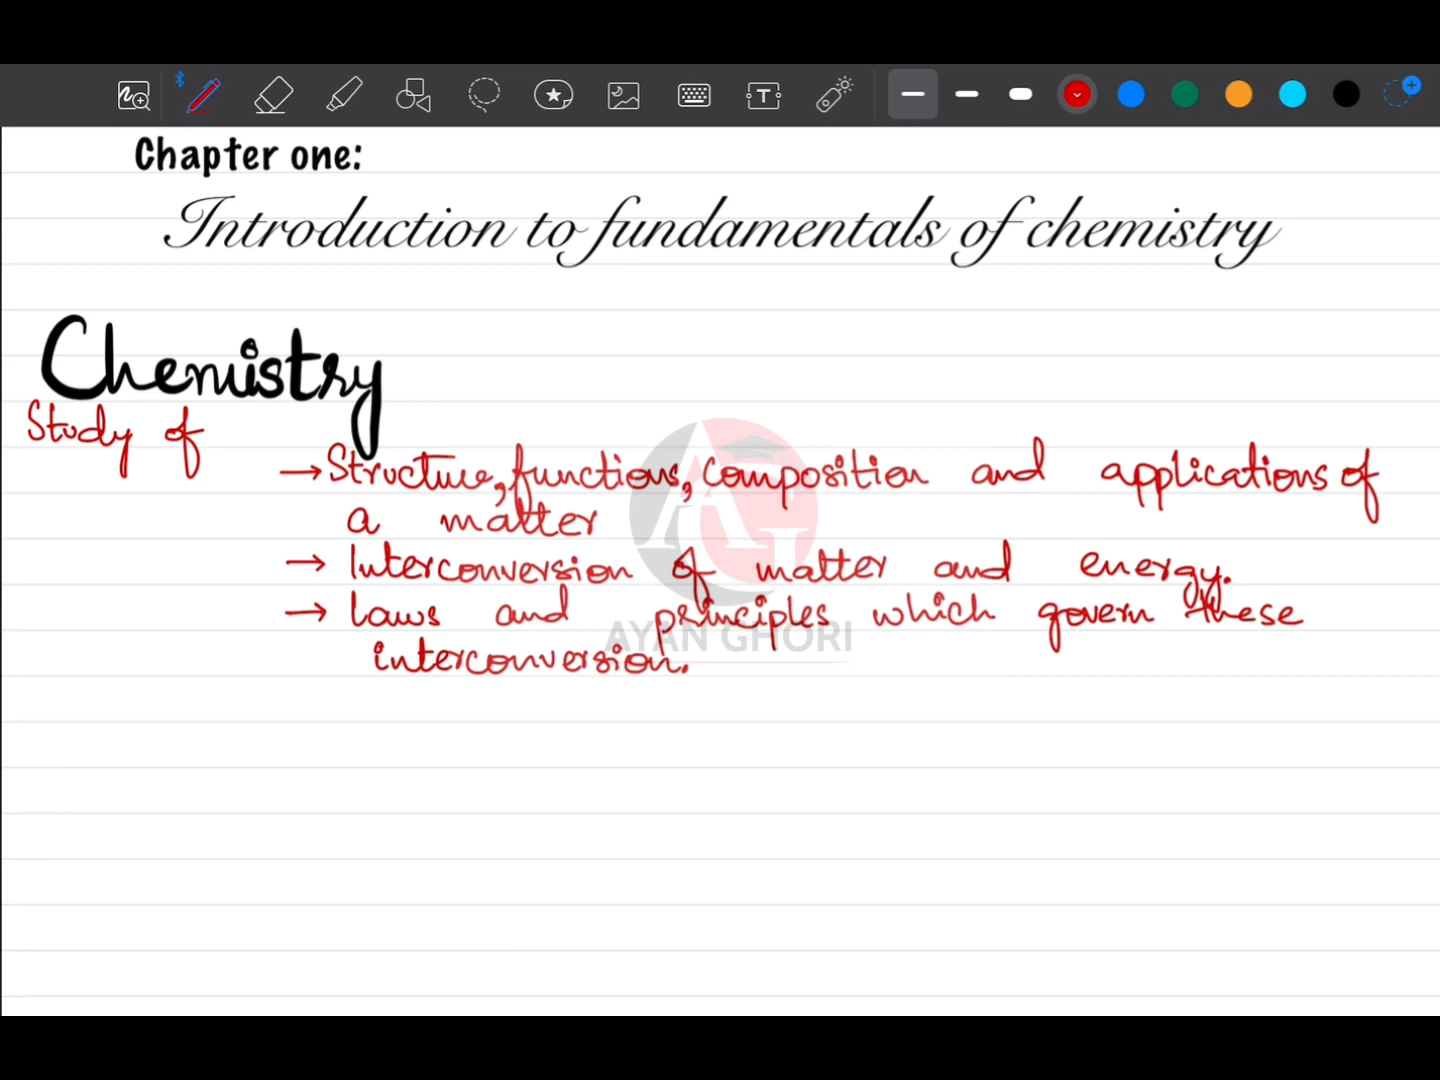 Chapter one:
Introduction to fundamentals of chemistry
Chemistry
Study of
→ Structure, functions, composition and applications of
a matter
→ Interconversion of matter and energy.
→ Laws and principles which govern these
interconversion.
AYAN GHORI